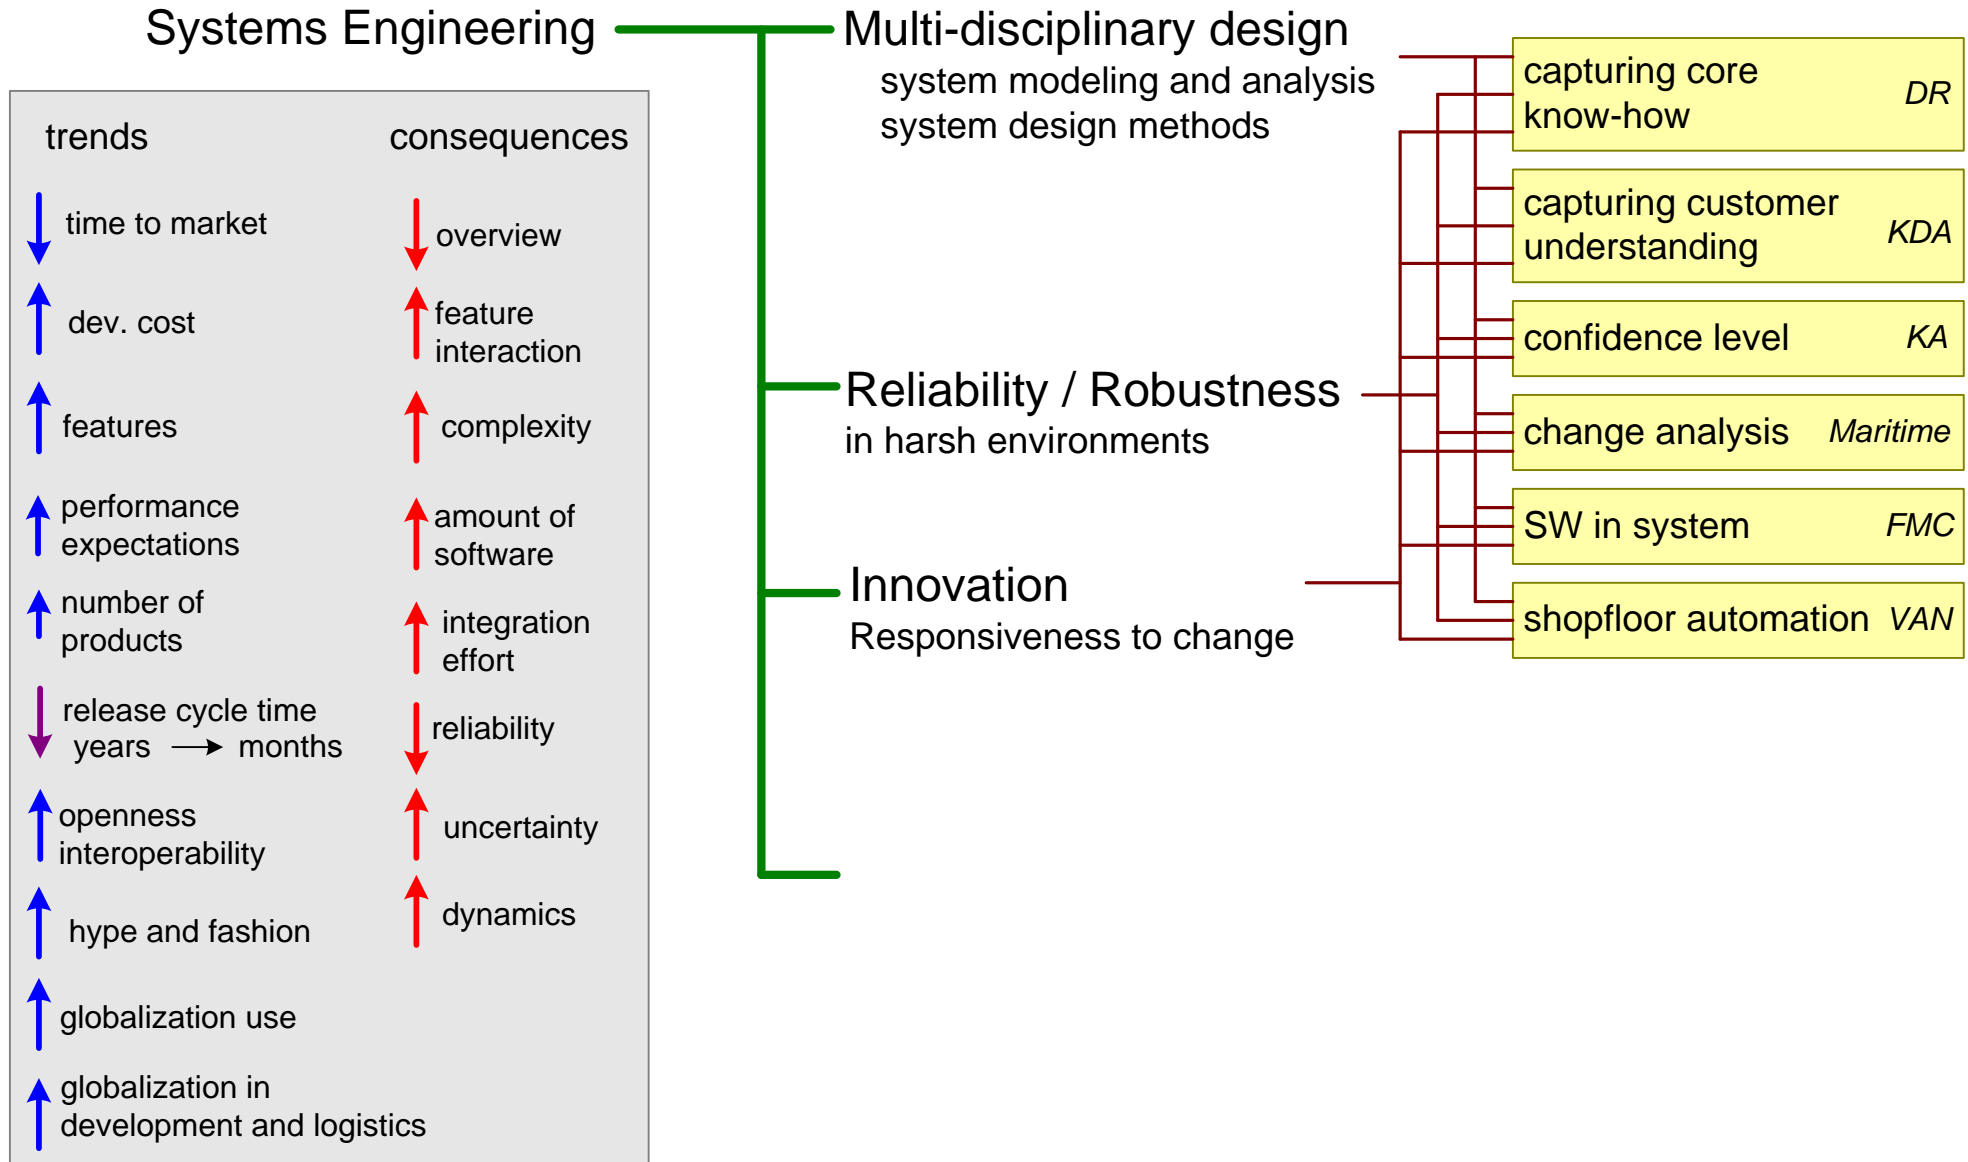 Systems Engineering
trends
consequences
time to market
dev. cost
features
performance
expectations
number of
products
release cycle time
years months
openness
interoperability
hype and fashion
globalization use
globalization in
development and logistics
overview
feature
interaction
complexity
amount of
software
integration
effort
reliability
uncertainty
dynamics
Multi-disciplinary design
system modeling and analysis
system design methods
Reliability / Robustness
in harsh environments
Innovation
Responsiveness to change
capturing core
know-how
DR
capturing customer
understanding
KDA
confidence level KA
change analysis Maritime
SW in system FMC
shopfloor automation VAN